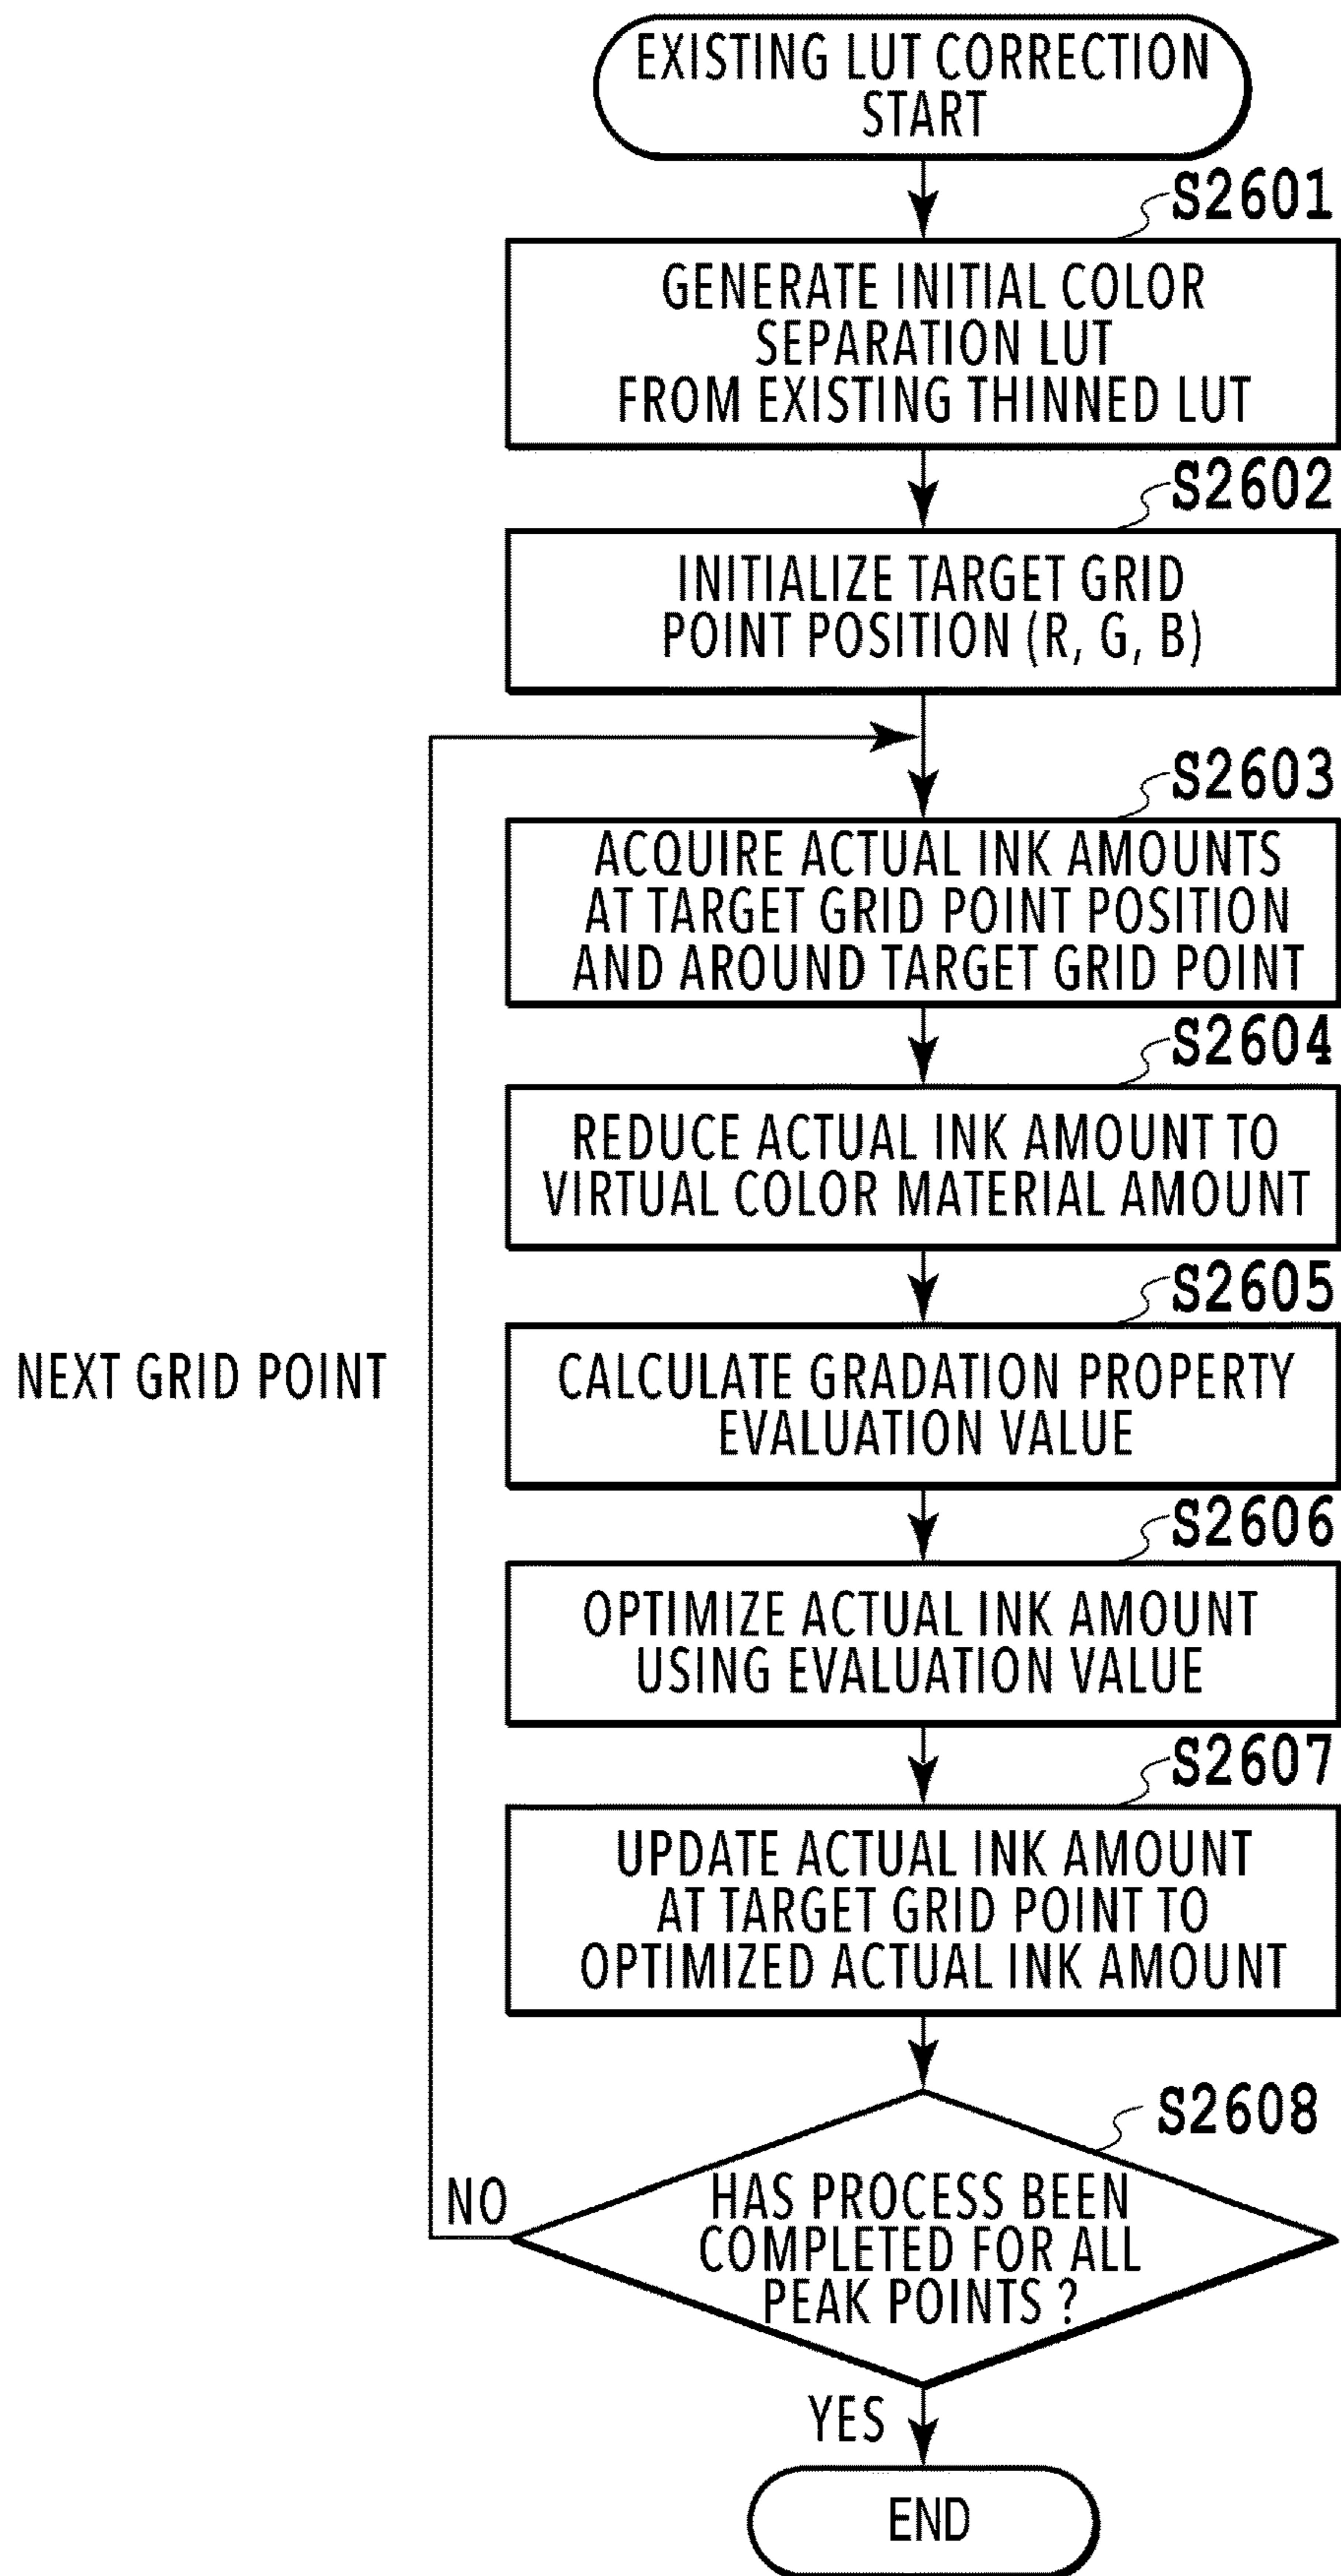 EXISTING LUT CORRECTION
START
S2601
GENERATE INITIAL COLOR
SEPARATION LUT
FROM EXISTING THINNED LUT
S2602
INITIALIZE TARGET GRID
POINT POSITION (R, G, B)
S2603
ACQUIRE ACTUAL INK AMOUNTS
AT TARGET GRID POINT POSITION
AND AROUND TARGET GRID POINT
S2604
REDUCE ACTUAL INK AMOUNT TO
VIRTUAL COLOR MATERIAL AMOUNT
S2605
NEXT GRID POINT
CALCULATE GRADATION PROPERTY
EVALUATION VALUE
S2606
OPTIMIZE ACTUAL INK AMOUNT
USING EVALUATION VALUE
S2607
UPDATE ACTUAL INK AMOUNT
AT TARGET GRID POINT TO
OPTIMIZED ACTUAL INK AMOUNT
S2608
NO
HAS PROCESS BEEN
COMPLETED FOR ALL
PEAK POINTS ?
YES
END